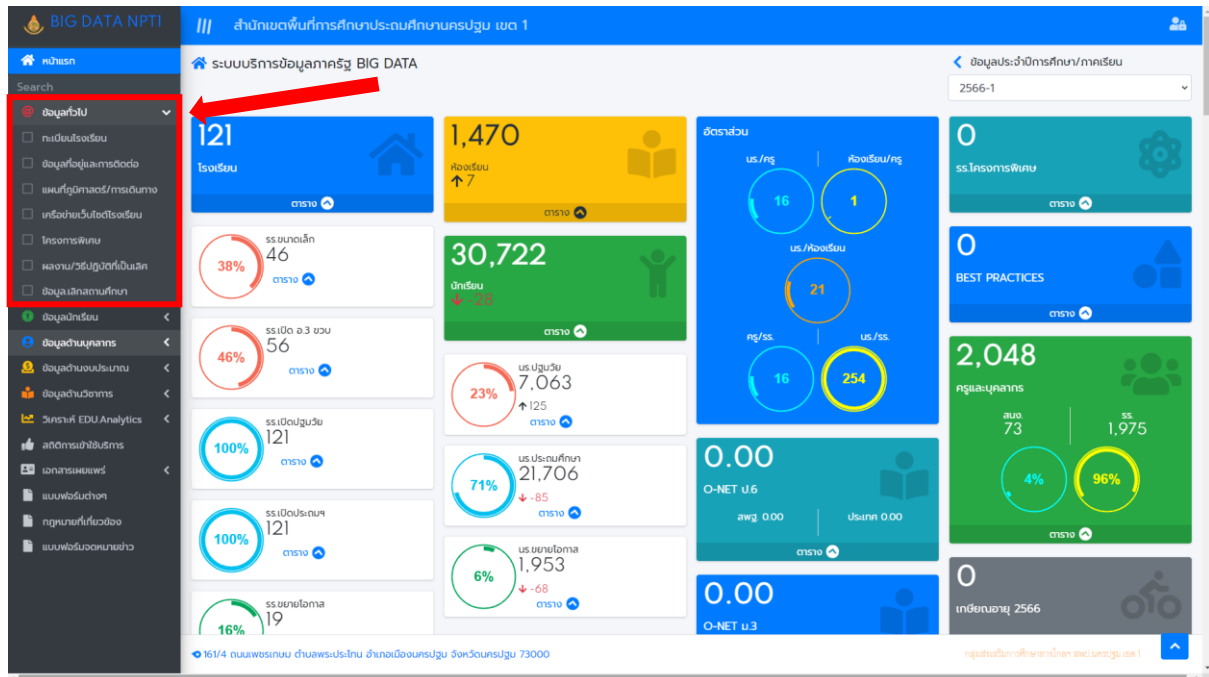 BIG DATA NPT1
สำนักเขตพื้นที่การศึกษาประถมศึกษานครปฐม เขต 1
หน้าแรก
Search
ข้อมูลทั่วไป
ทะเบียนโรงเรียน
ข้อมูลที่อยู่และการติดต่อ
แผนที่ภูมิศาสตร์/การเดินทาง
เครือข่ายเว็บไซต์โรงเรียน
โครงการพิเศษ
ผลงาน/วิธีปฏิบัติที่เป็นเลิศ
ข้อมูลเลิกสถานศึกษา
ข้อมูลนักเรียน
ข้อมูลด้านบุคลากร
ข้อมูลด้านงบประมาณ
ข้อมูลด้านวิชาการ
วิเคราะห์ EDU.Analytics
สถิติการเข้าใช้บริการ
เอกสารเผยแพร่
แบบฟอร์มต่างๆ
กฎหมายที่เกี่ยวข้อง
แบบฟอร์มจดหมายข่าว
ระบบบริการข้อมูลภาครัฐ BIG DATA
ข้อมูลประจำปีการศึกษา/ภาคเรียน
2566-1
121
โรงเรียน
ตาราง
38%
รร.ขนาดเล็ก
46
ตาราง
46%
รร.เปิด อ.3 ขวบ
56
ตาราง
100%
รร.เปิดปฐมวัย
121
ตาราง
100%
รร.เปิดประถมฯ
121
ตาราง
16%
รร.ขยายโอกาส
19
1,470
ห้องเรียน
7
ตาราง
30,722
นักเรียน
-28
ตาราง
23%
นร.ปฐมวัย
7,063
125
ตาราง
71%
นร.ประถมศึกษา
21,706
-85
ตาราง
6%
นร.ขยายโอกาส
1,953
-68
ตาราง
อัตราส่วน
นร./ครู ห้องเรียน/ครู
16 1
นร./ห้องเรียน
21
ครู/รร. นร./รร.
16 254
0.00
O-NET ป.6
สพฐ. 0.00 ประเทศ 0.00
ตาราง
0.00
O-NET ม.3
0
รร.โครงการพิเศษ
ตาราง
0
BEST PRACTICES
ตาราง
2,048
ครูและบุคลากร
สนง. รร.
73 1,975
4% 96%
ตาราง
0
เกษียณอายุ 2566
161/4 ถนนเพชรเกษม ตำบลพระประโทน อำเภอเมืองนครปฐม จังหวัดนครปฐม 73000
กลุ่มส่งเสริมการศึกษาทางไกลฯ สพป.นครปฐม เขต 1